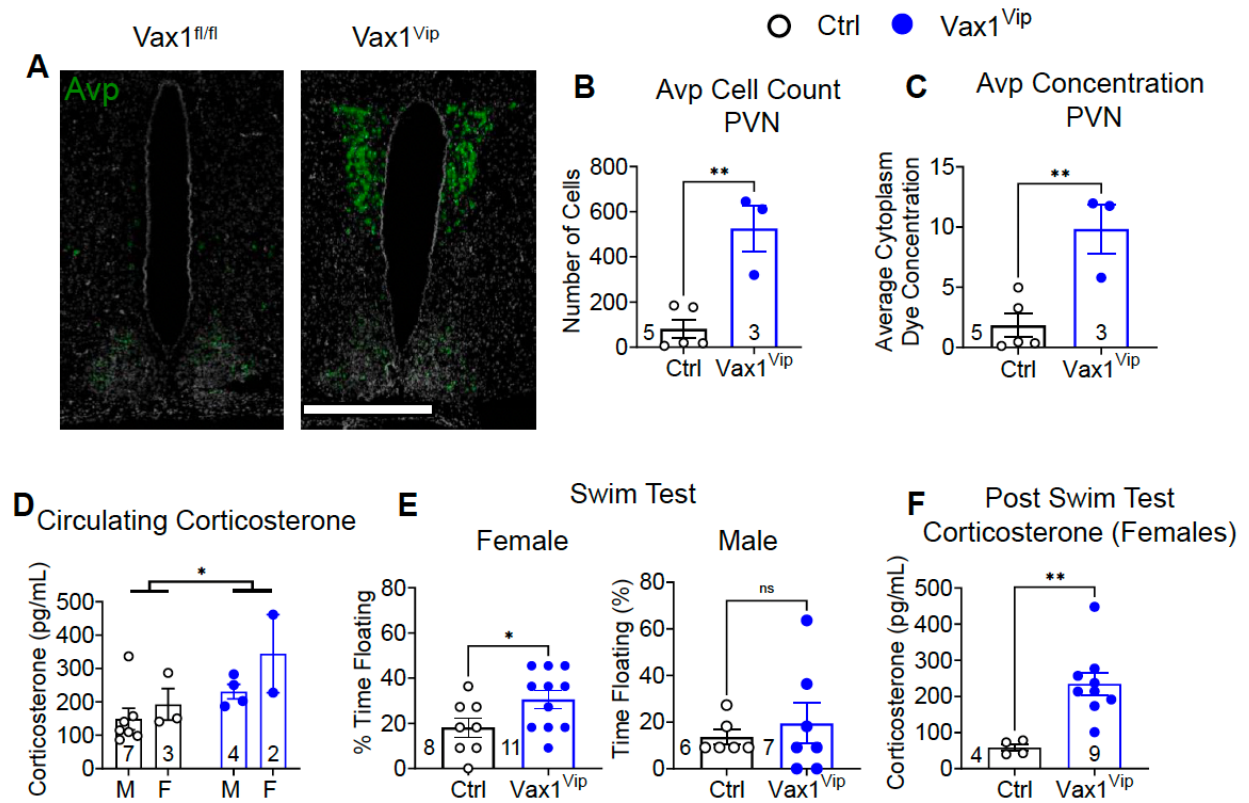 Vax1fl/fl
Vax1Vip
Ctrl
Vax1Vip
A
Avp
B
Avp Cell Count
PVN
Number of Cells
800
600
400
200
0
**
5
3
Ctrl
Vax1Vip
C
Avp Concentration
PVN
Average Cytoplasm
Dye Concentration
15
10
5
0
**
5
3
Ctrl
Vax1Vip
D
Circulating Corticosterone
Corticosterone (pg/mL)
500
400
300
200
100
0
*
7
3
4
2
M
F
M
F
E
Swim Test
Female
% Time Floating
80
60
40
20
0
*
8
11
Ctrl
Vax1Vip
Male
Time Floating (%)
80
60
40
20
0
ns
6
7
Ctrl
Vax1Vip
F
Post Swim Test
Corticosterone (Females)
Corticosterone (pg/mL)
500
400
300
200
100
0
**
4
9
Ctrl
Vax1Vip